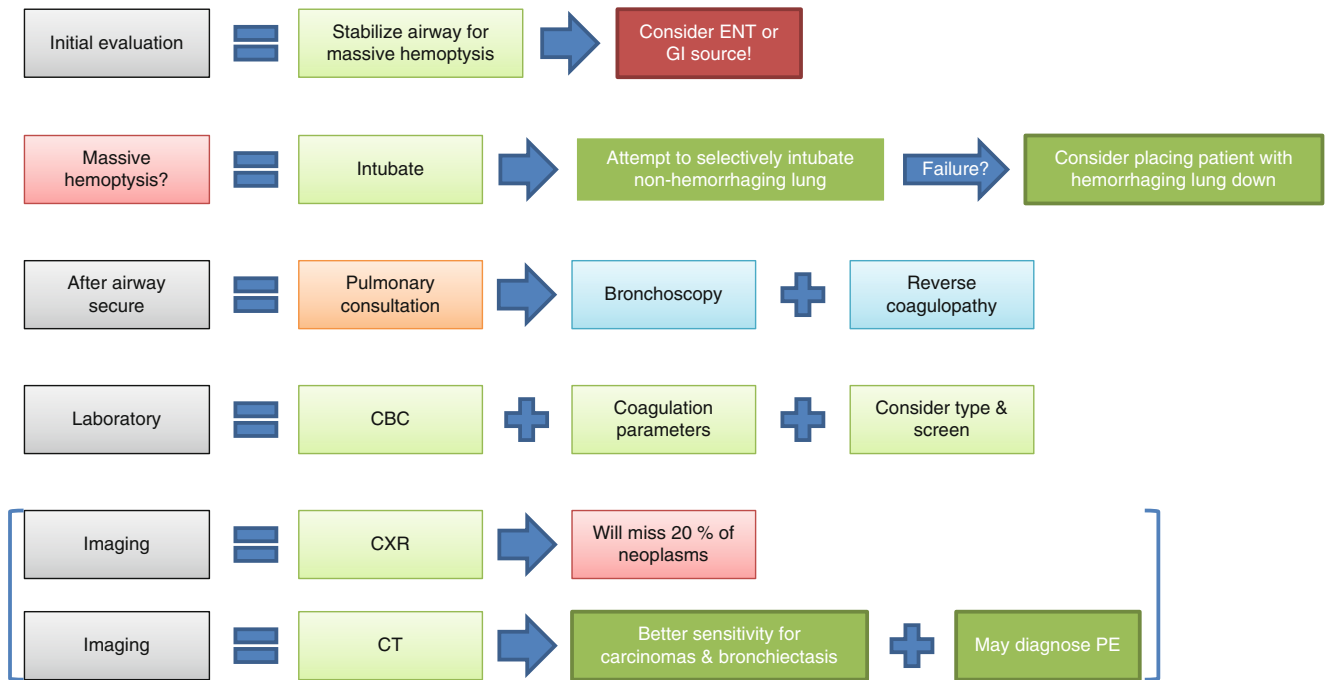 Initial evaluation
Stabilize airway for
massive hemoptysis
Consider ENT or
GI source!
Massive
hemoptysis?
Intubate
Attempt to selectively intubate
non-hemorrhaging lung
Failure?
Consider placing patient with
hemorrhaging lung down
After airway
secure
Pulmonary
consultation
Bronchoscopy
Reverse
coagulopathy
Laboratory
CBC
Coagulation
parameters
Consider type &
screen
Imaging
CXR
Will miss 20 % of
neoplasms
Imaging
CT
Better sensitivity for
carcinomas & bronchiectasis
May diagnose PE